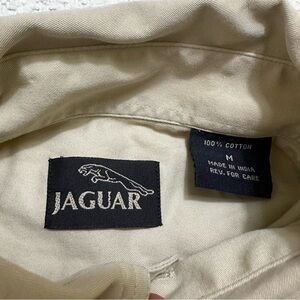 JAGUAR
100% COTTON
M
MADE IN INDIA
REV. FOR CARE